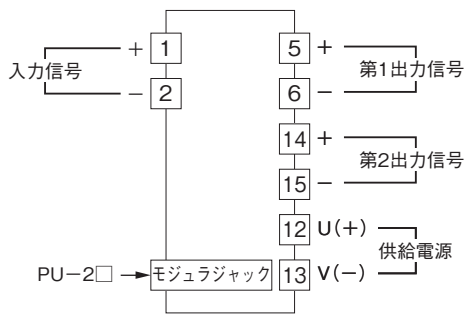 入力信号
+ 1
− 2
5 +
6 −
第1出力信号
14 +
15 −
第2出力信号
12 U(+)
13 V(−)
供給電源
PU−2□
モジュラジャック